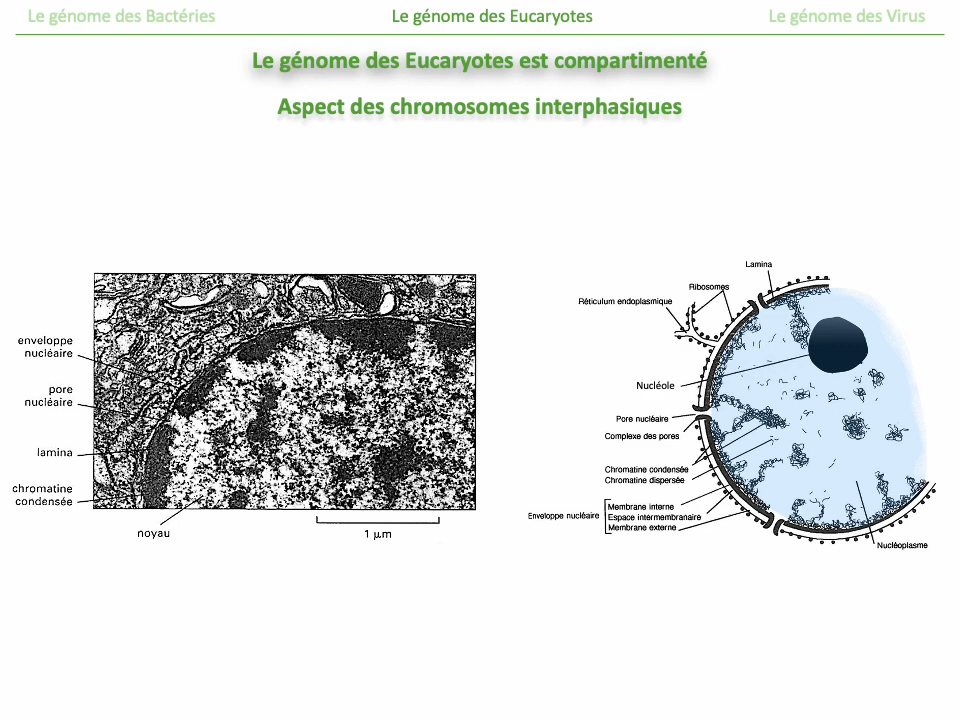 Le génome des Bactéries
Le génome des Eucaryotes
Le génome des Virus
Le génome des Eucaryotes est compartimenté
Aspect des chromosomes interphasiques
enveloppe
nucléaire
pore
nucléaire
lamina
chromatine
condensée
noyau
1 μm
Lamina
Ribosomes
Réticulum endoplasmique
Nucléole
Pore nucléaire
Complexe des pores
Chromatine condensée
Chromatine dispersée
Enveloppe nucléaire
Membrane interne
Espace intermembranaire
Membrane externe
Nucléoplasme